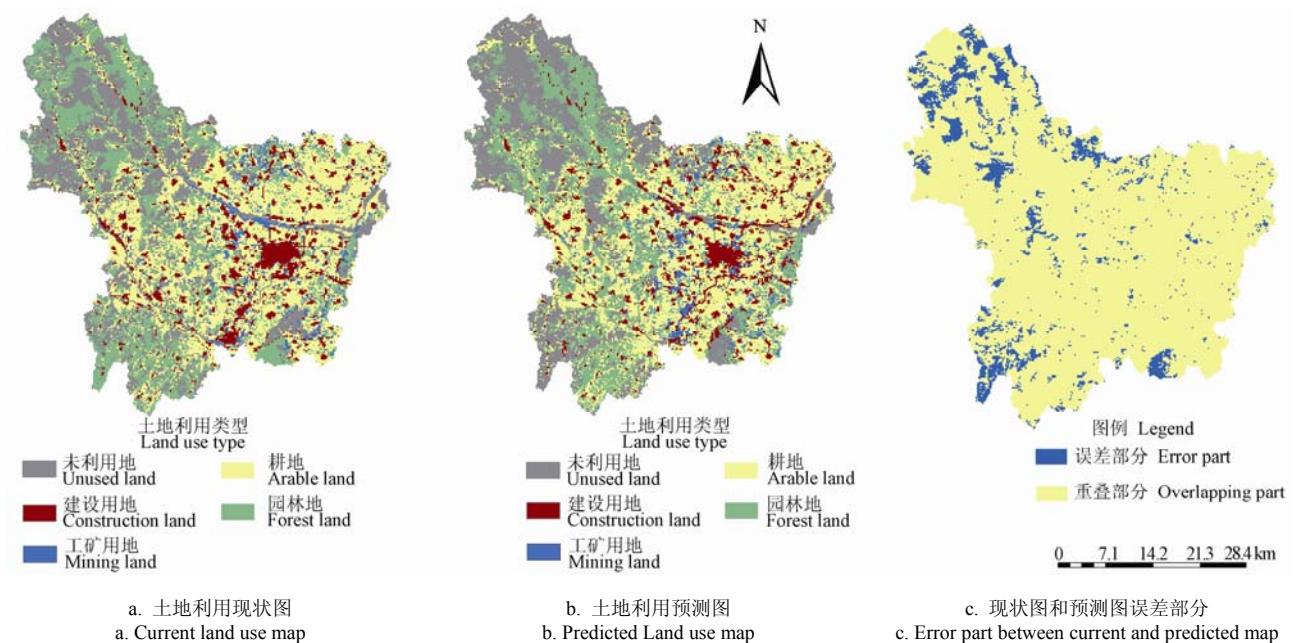 N
土地利用类型
Land use type
未利用地
Unused land
耕地
Arable land
建设用地
Construction land
园林地
Forest land
工矿用地
Mining land
土地利用类型
Land use type
未利用地
Unused land
耕地
Arable land
建设用地
Construction land
园林地
Forest land
工矿用地
Mining land
图例 Legend
误差部分 Error part
重叠部分 Overlapping part
0 7.1 14.2 21.3 28.4 km
a. 土地利用现状图
a. Current land use map
b. 土地利用预测图
b. Predicted Land use map
c. 现状图和预测图误差部分
c. Error part between current and predicted map